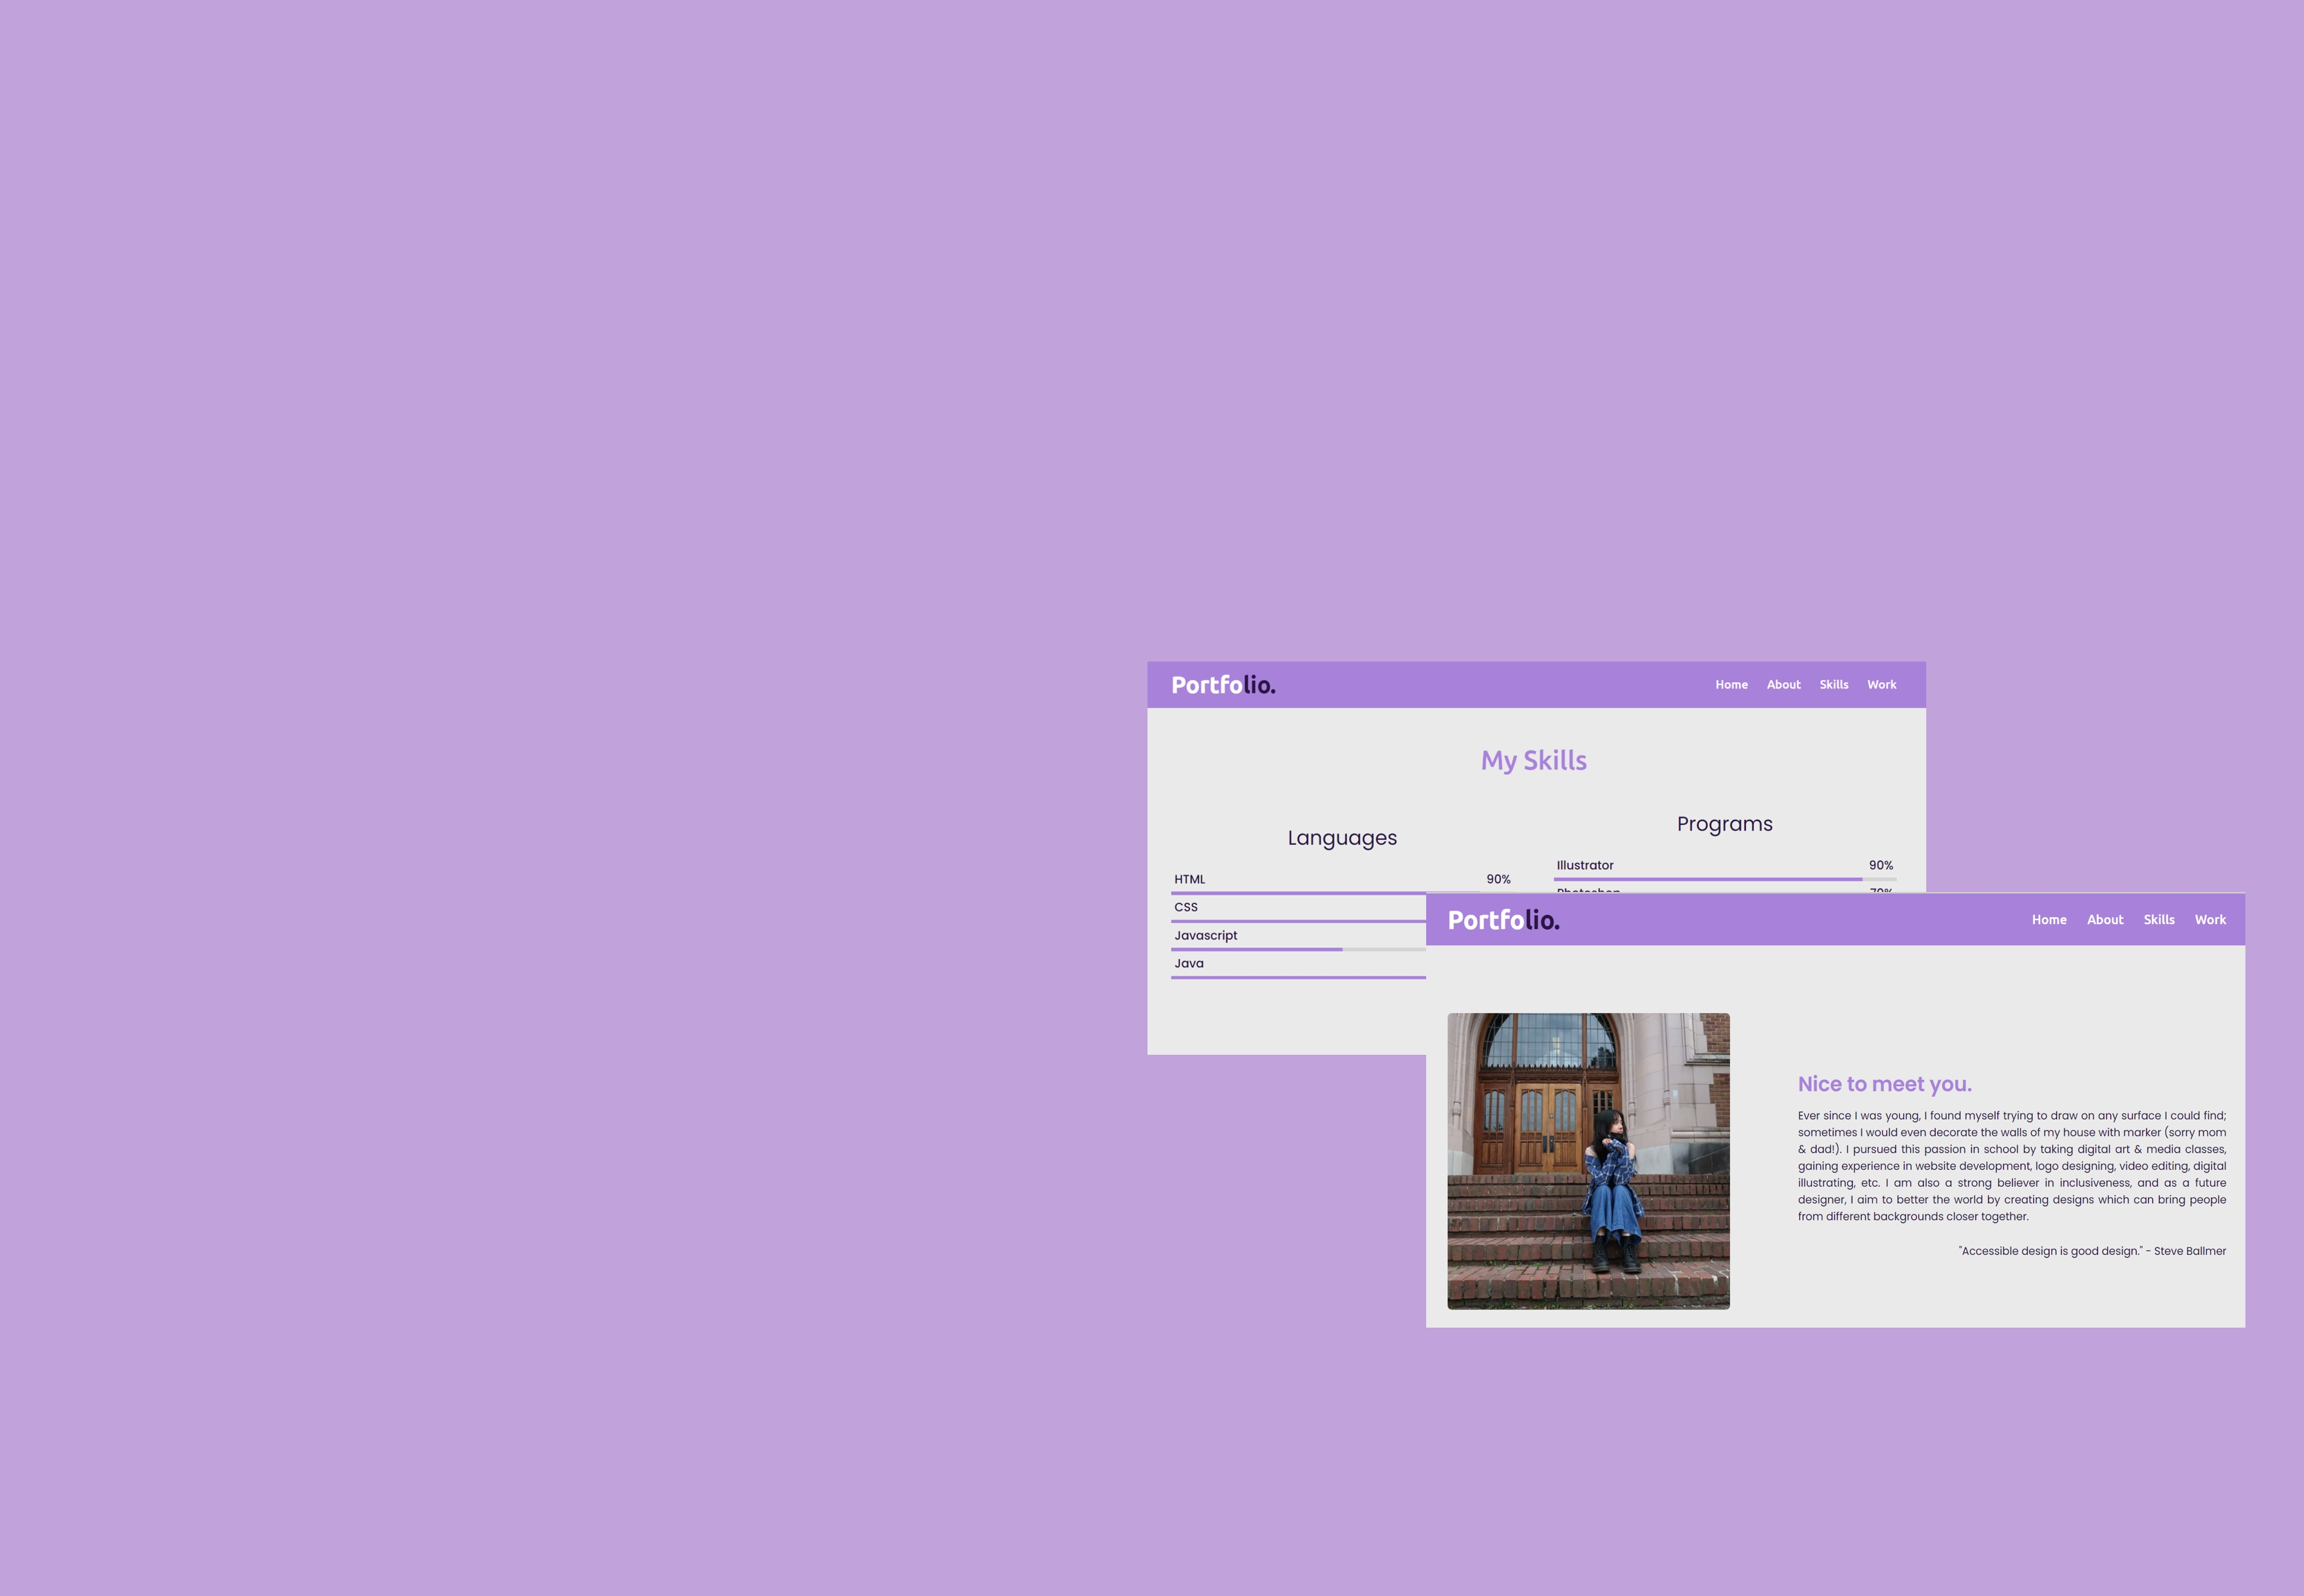 Portfolio.
Home About Skills Work
My Skills
Languages
Programs
HTML 90%
CSS
Javascript
Java
Illustrator 90%
Photoshop 70%
Portfolio.
Home About Skills Work
Nice to meet you.
Ever since I was young, I found myself trying to draw on any surface I could find;
sometimes I would even decorate the walls of my house with marker (sorry mom
& dad!). I pursued this passion in school by taking digital art & media classes,
gaining experience in website development, logo designing, video editing, digital
illustrating, etc. I am also a strong believer in inclusiveness, and as a future
designer, I aim to better the world by creating designs which can bring people
from different backgrounds closer together.
"Accessible design is good design." - Steve Ballmer